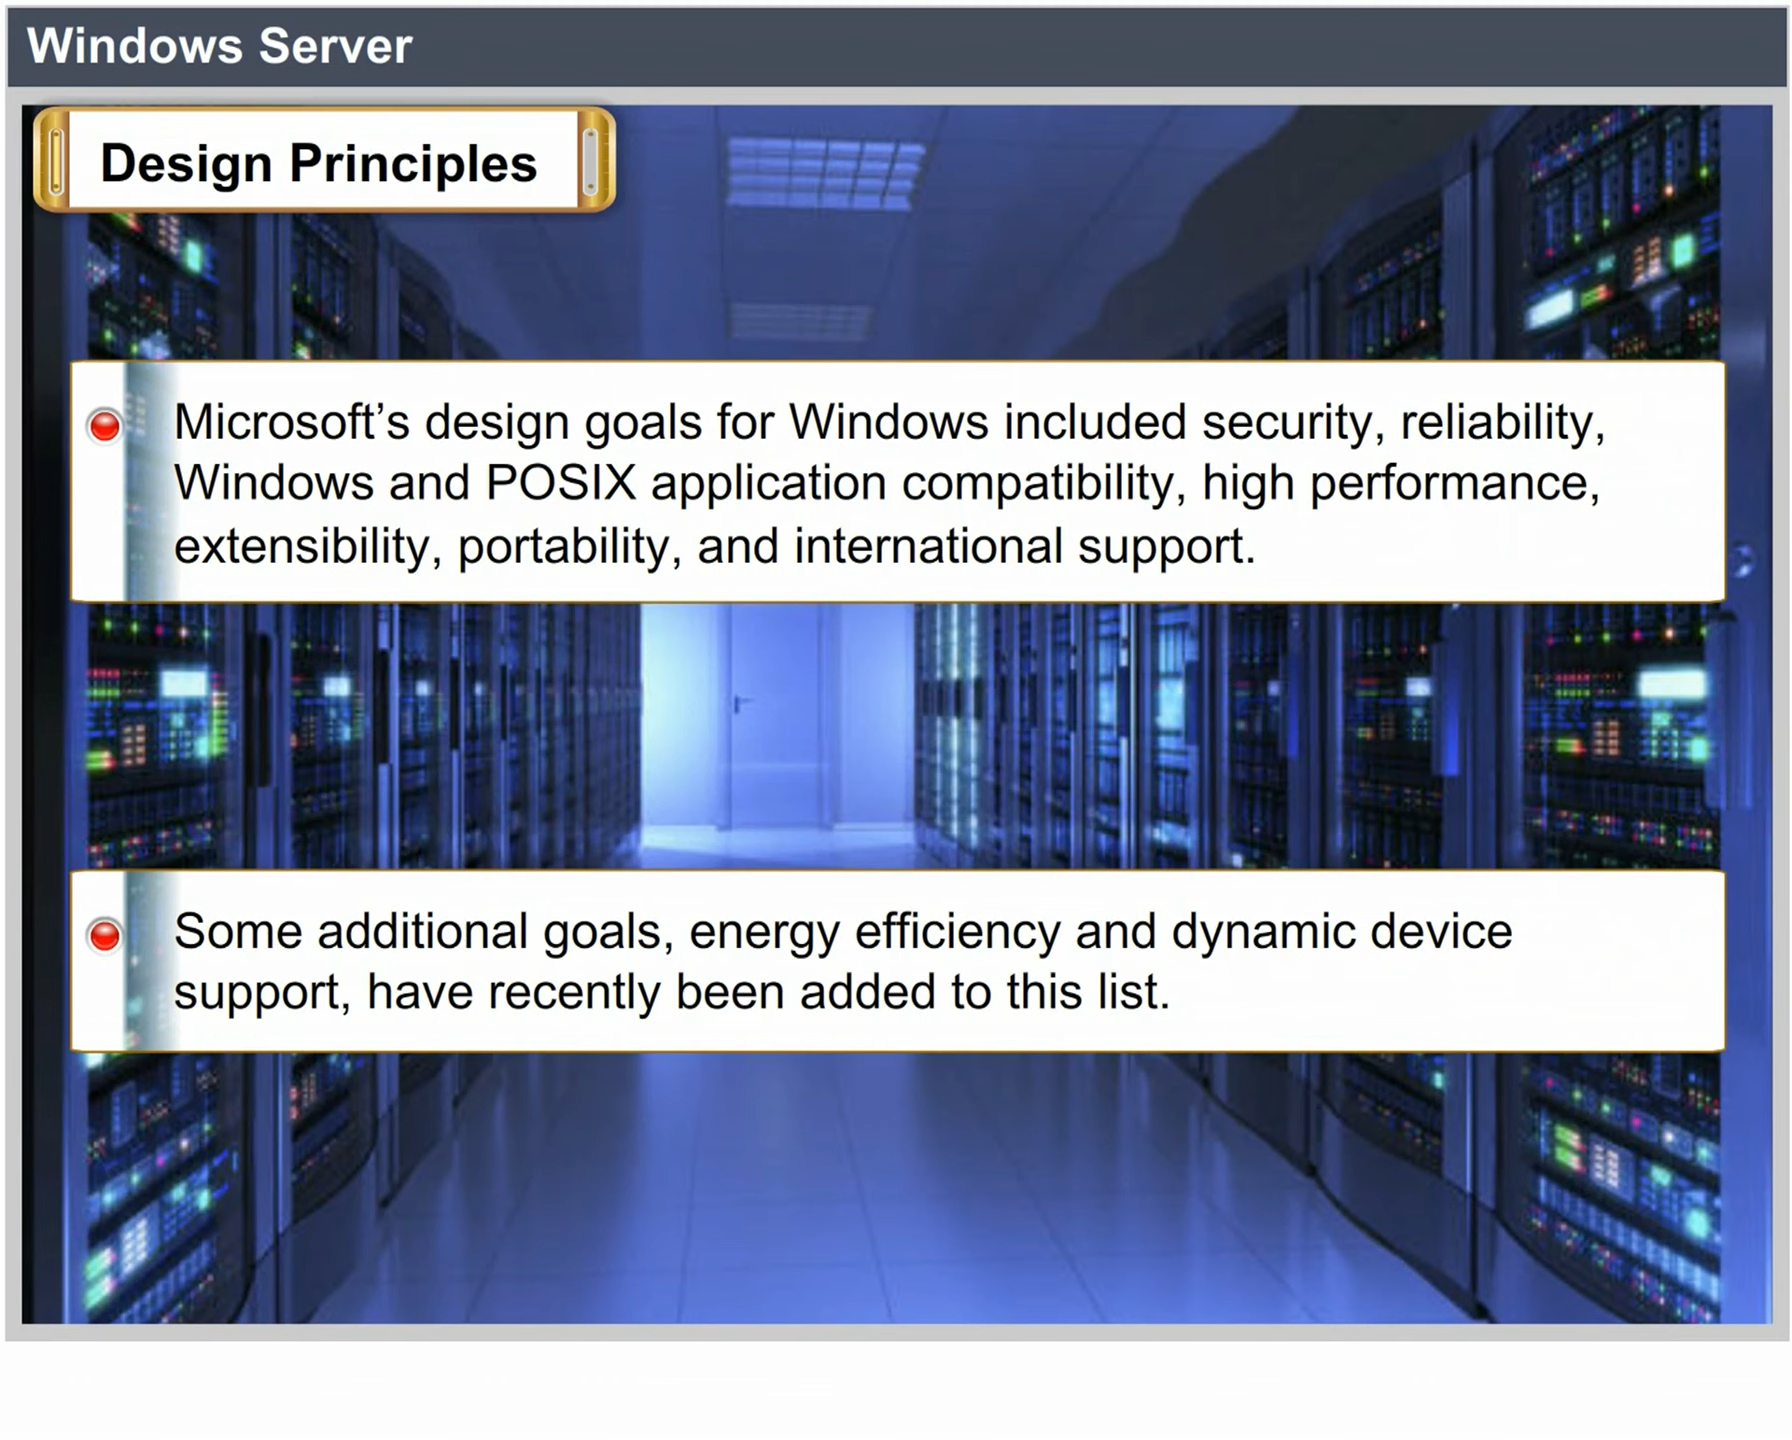 Windows Server
Design Principles
Microsoft’s design goals for Windows included security, reliability,
Windows and POSIX application compatibility, high performance,
extensibility, portability, and international support.
Some additional goals, energy efficiency and dynamic device
support, have recently been added to this list.